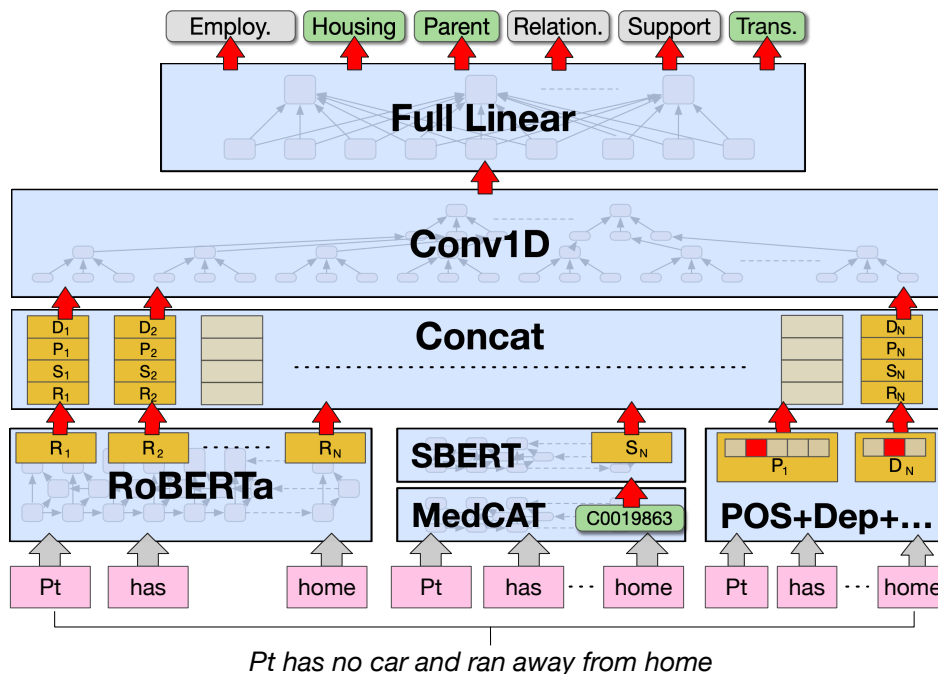 Employ. Housing Parent Relation. Support Trans.
Full Linear
Conv1D
Concat
D1 D2 DN
P1 P2 PN
S1 S2 SN
R1 R2 RN
R1 R2 RN
RoBERTa
SBERT SN
MedCAT C0019863
P1 DN
POS+Dep+...
Pt has home Pt has home Pt has home
Pt has no car and ran away from home